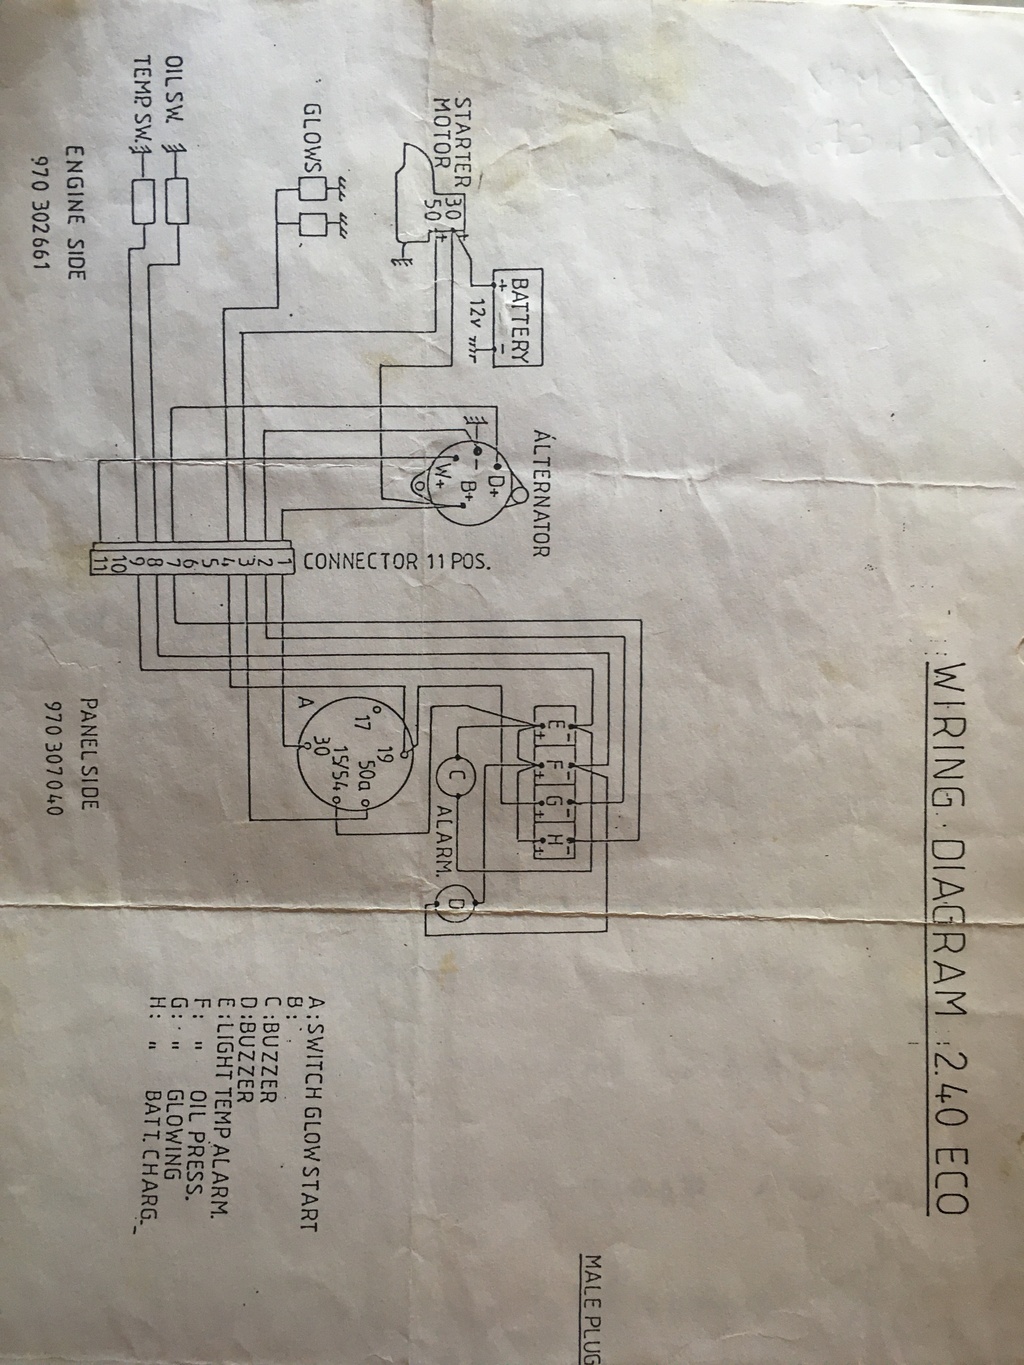 WIRING DIAGRAM : 2.40 ECO
MALE PLUG
ALTERNATOR
BATTERY
+ -
12V
STARTER
MOTOR
30
50
GLOWS
OIL SW.
TEMP. SW.
ENGINE SIDE
970 302661
D+
B+
W+
-
CONNECTOR 11 POS.
1
2
3
4
5
6
7
8
9
10
11
E
F
G
H
C
ALARM.
D
A
17
19
50a
15/54
30
PANEL SIDE
970 307040
A: SWITCH GLOW START
B:
C: BUZZER
D: BUZZER
E: LIGHT TEMP ALARM.
F: " OIL PRESS.
G: " GLOWING
H: " BATT. CHARG.